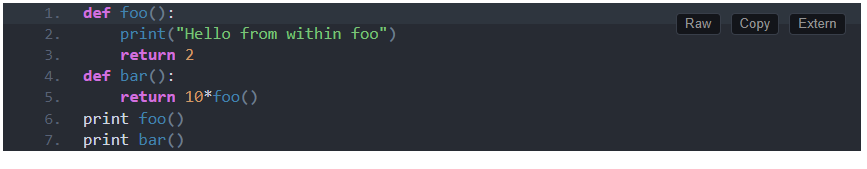 1. def foo():
2.     print("Hello from within foo")
3.     return 2
4. def bar():
5.     return 10*foo()
6. print foo()
7. print bar()
Raw Copy Extern